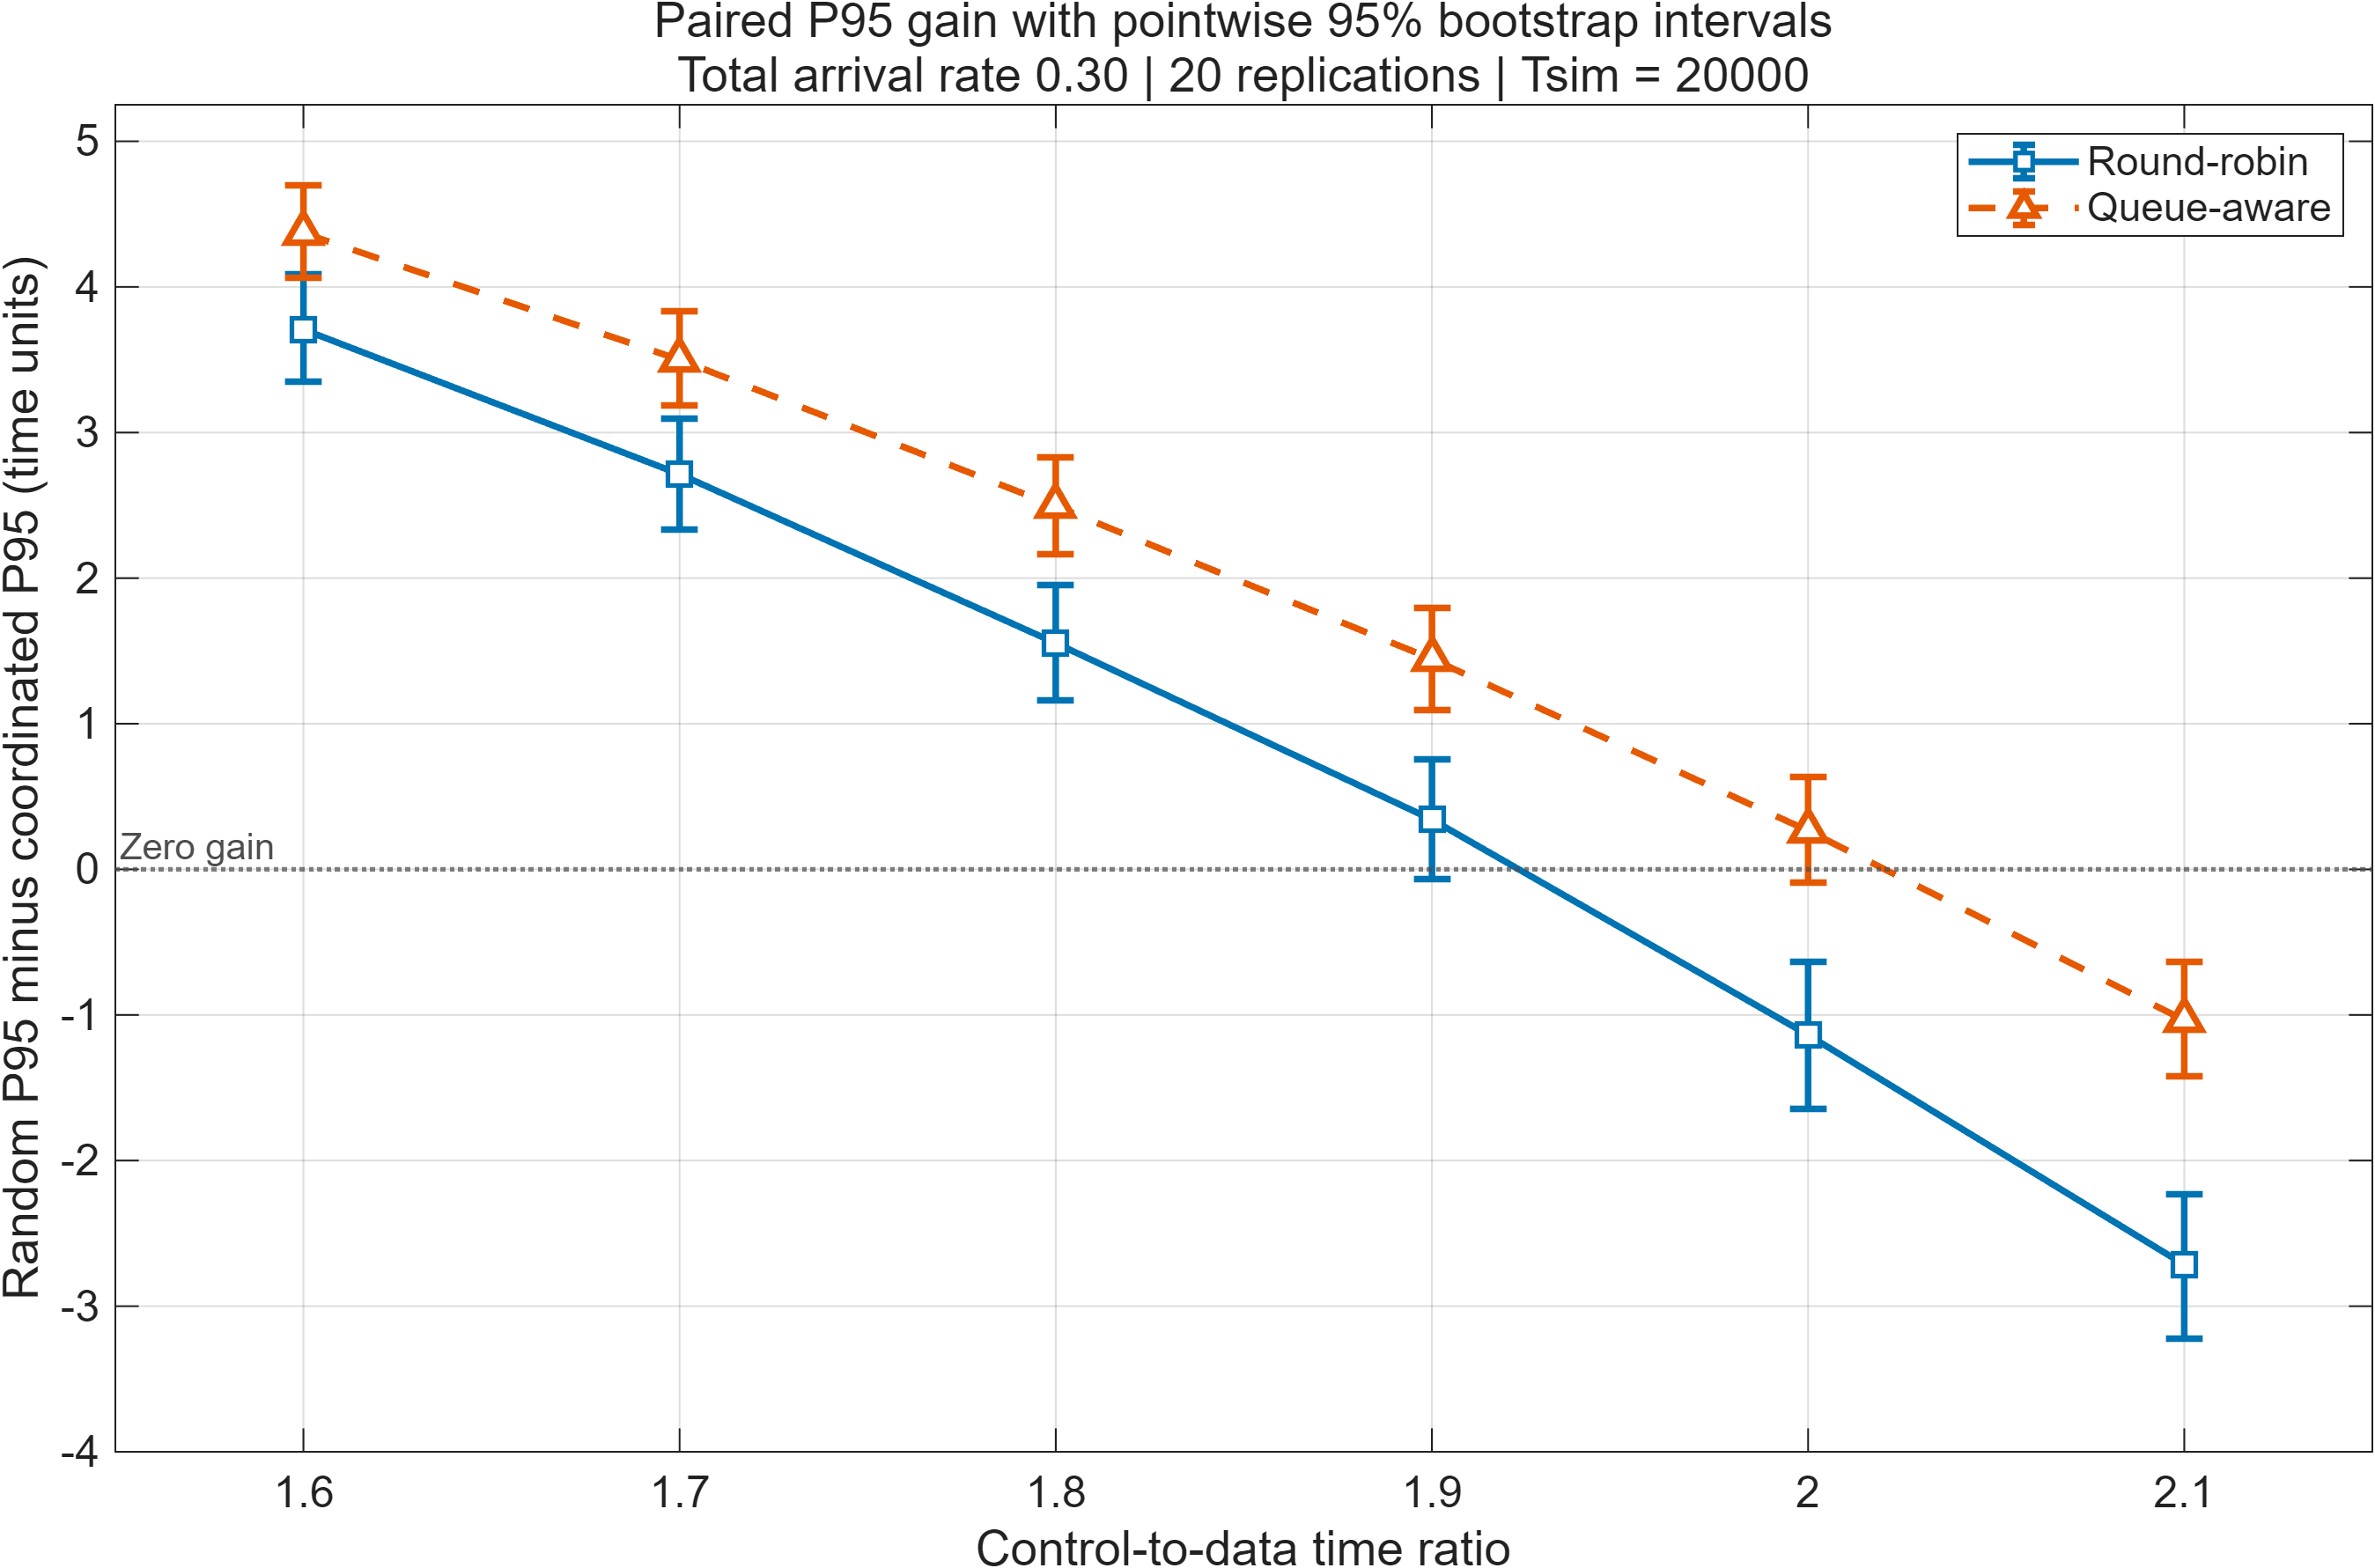 Paired P95 gain with pointwise 95% bootstrap intervals
Total arrival rate 0.30 | 20 replications | Tsim = 20000
Random P95 minus coordinated P95 (time units)
5
4
3
2
1
0
-1
-2
-3
-4
Round-robin
Queue-aware
Zero gain
1.6
1.7
1.8
1.9
2
2.1
Control-to-data time ratio